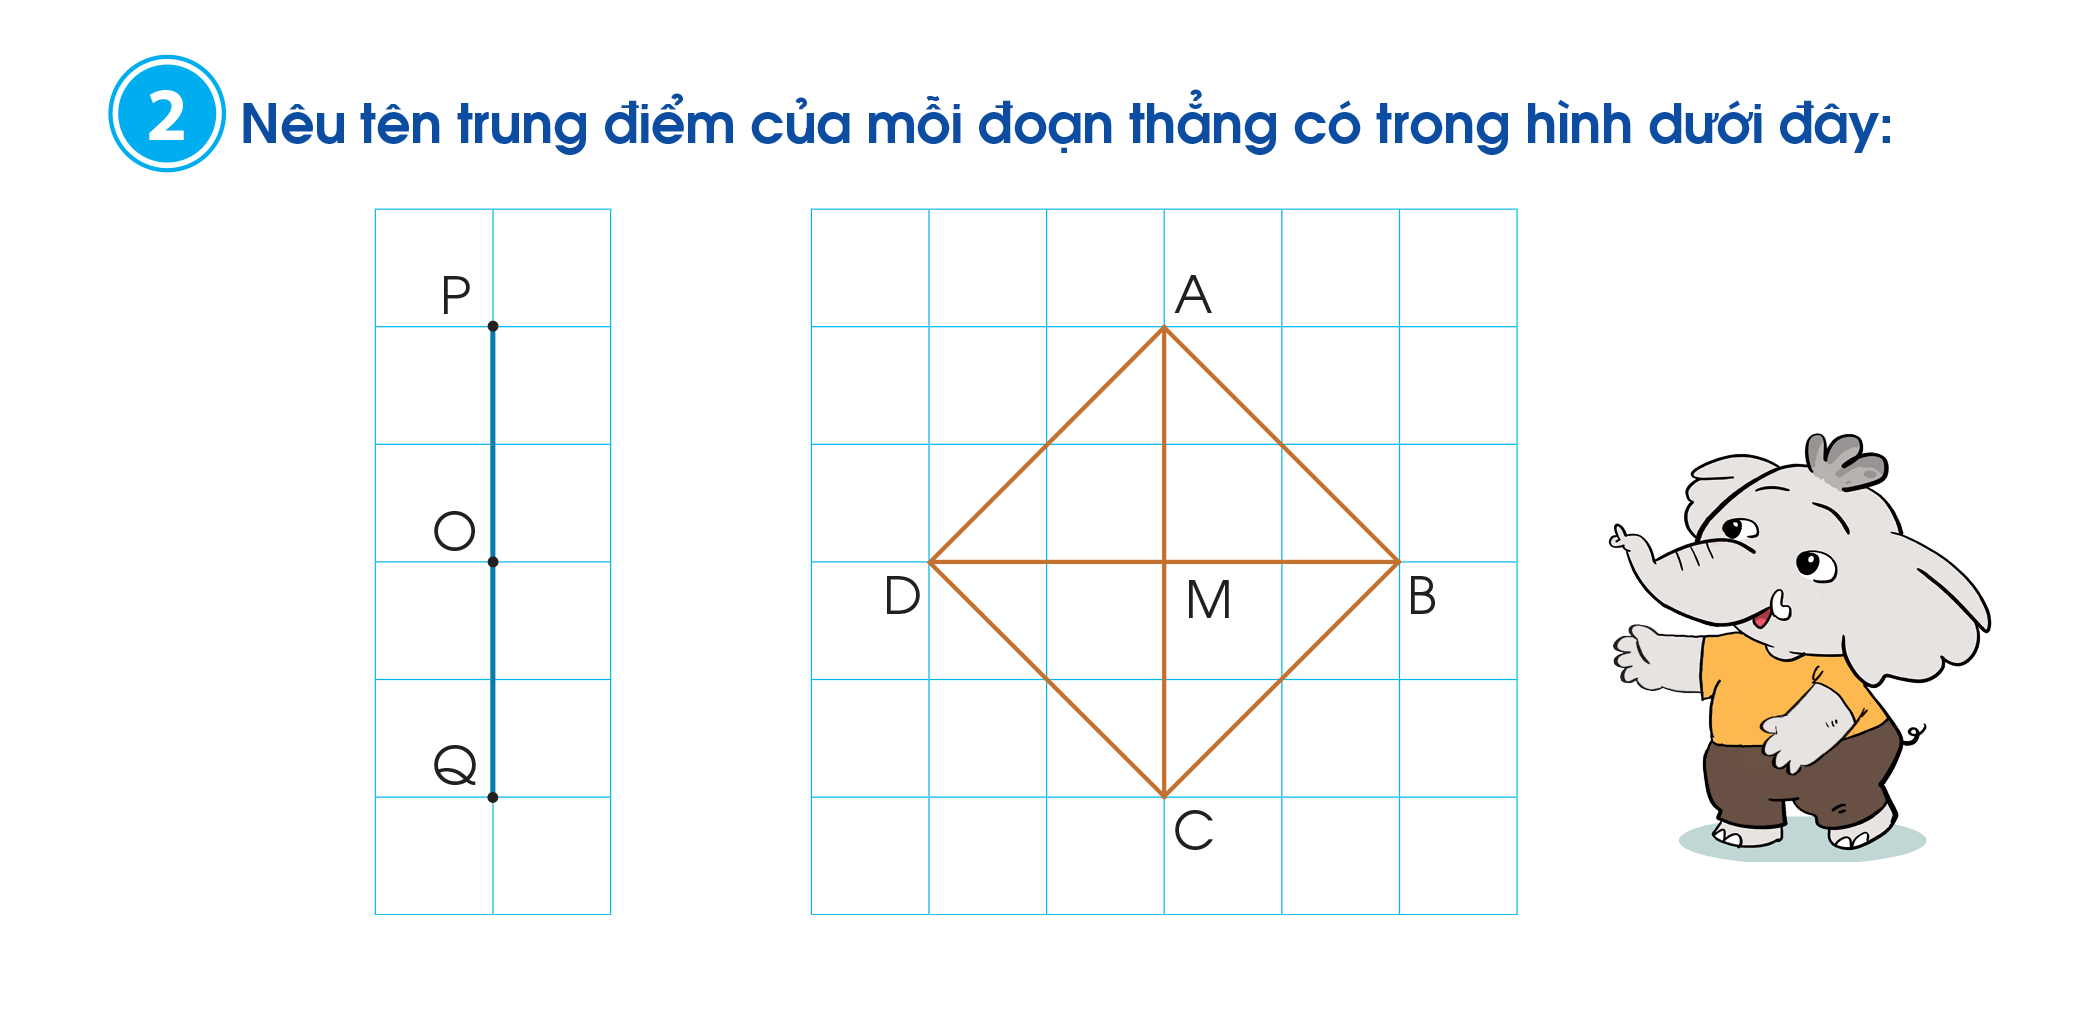 2 Nêu tên trung điểm của mỗi đoạn thẳng có trong hình dưới đây:
P
A
O
D
M
B
Q
C